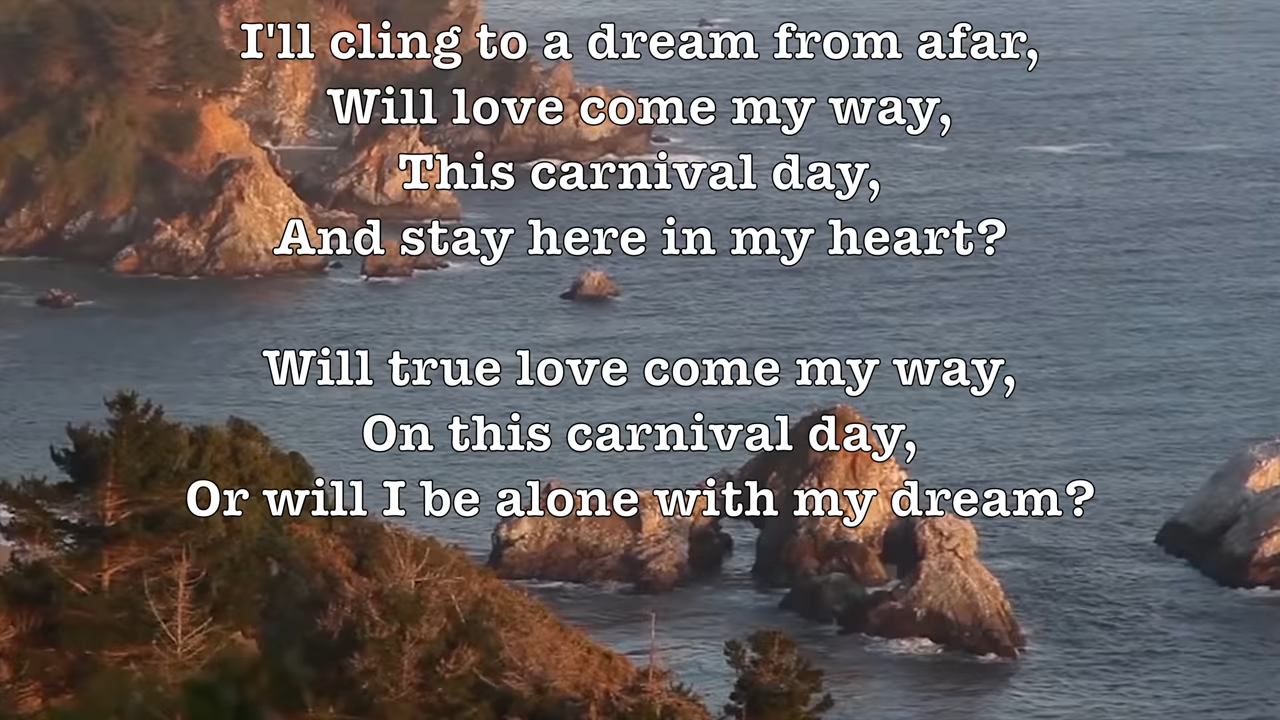 I'll cling to a dream from afar,
Will love come my way,
This carnival day,
And stay here in my heart?
Will true love come my way,
On this carnival day,
Or will I be alone with my dream?